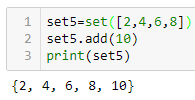 1 set5=set([2,4,6,8])
2 set5.add(10)
3 print(set5)
{2, 4, 6, 8, 10}